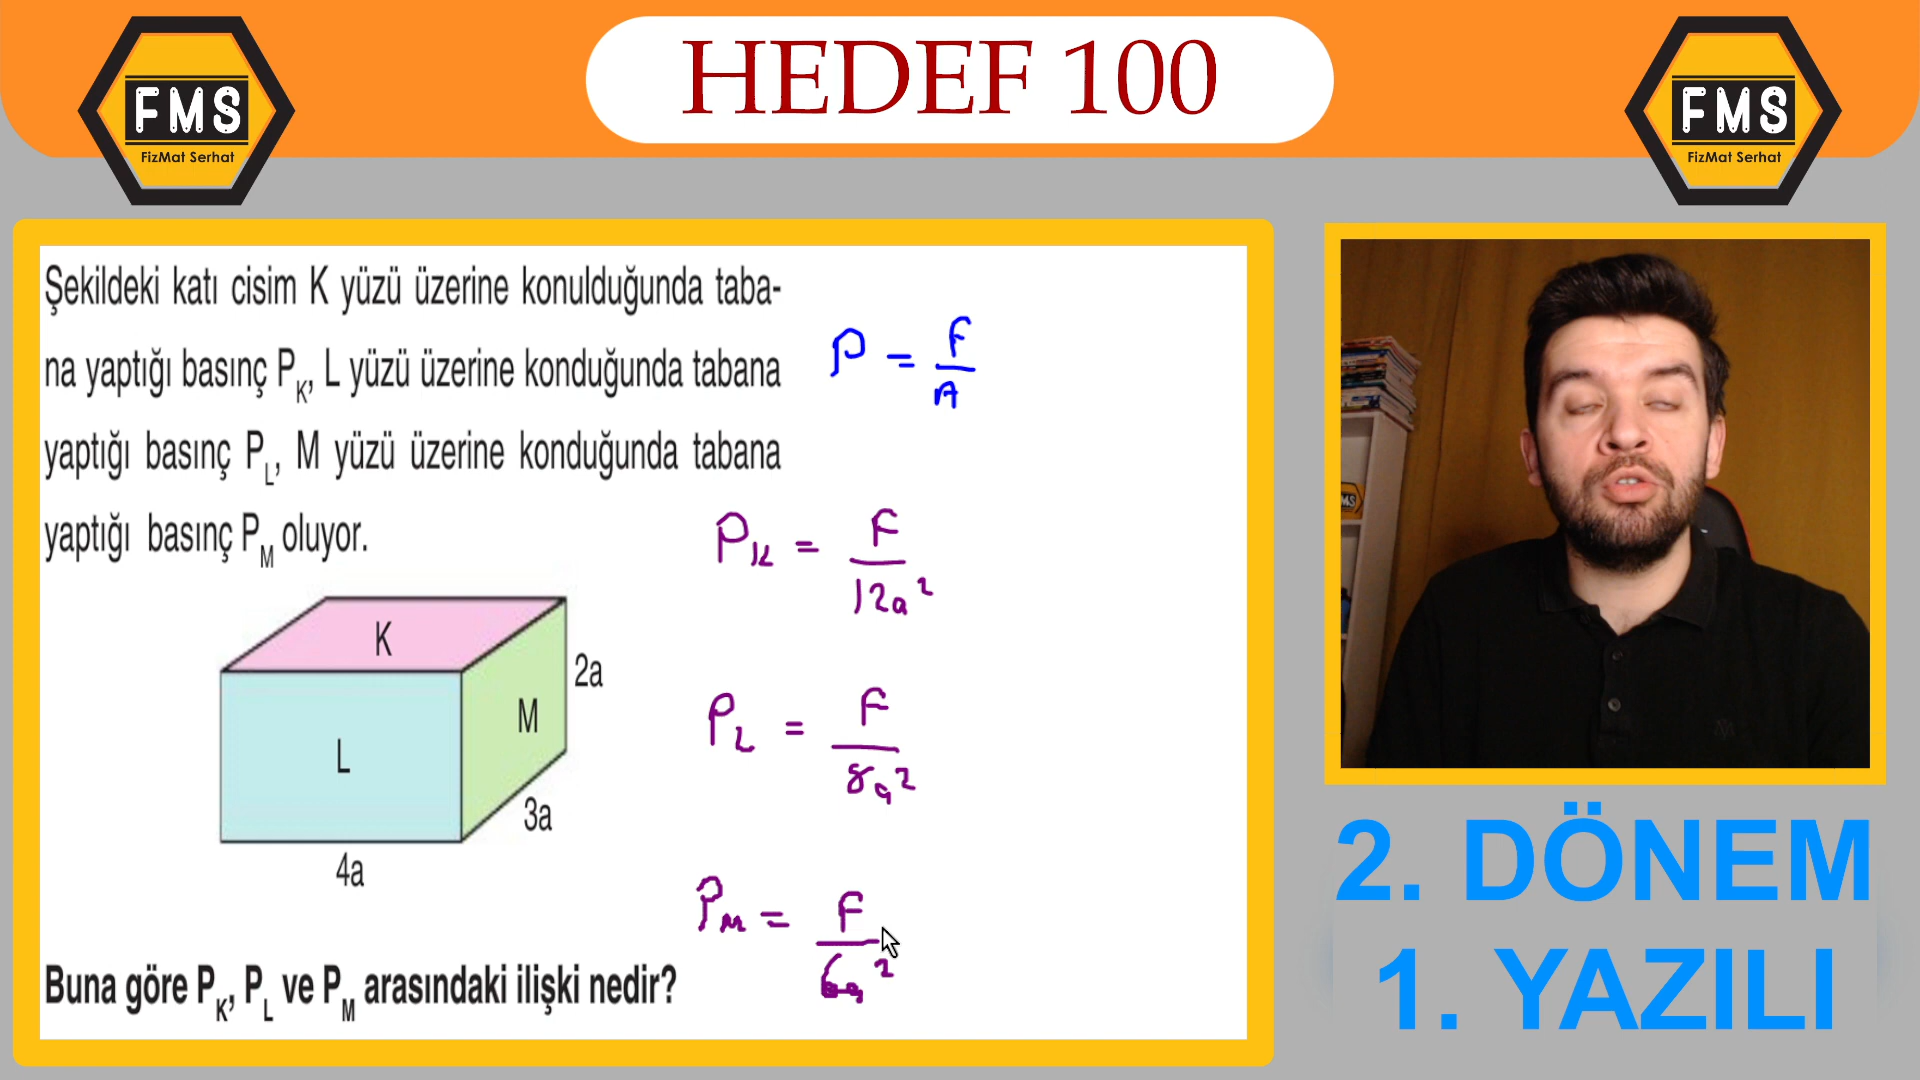 HEDEF 100
FMS
FizMat Serhat
FMS
FizMat Serhat
Şekildeki katı cisim K yüzü üzerine konulduğunda taba-
na yaptığı basınç P_K, L yüzü üzerine konduğunda tabana
yaptığı basınç P_L, M yüzü üzerine konduğunda tabana
yaptığı basınç P_M oluyor.
P = F/A
P_K = F/12a²
P_L = F/8a²
P_M = F/6a²
K
L
M
2a
3a
4a
Buna göre P_K, P_L ve P_M arasındaki ilişki nedir?
MS
2. DÖNEM
1. YAZILI